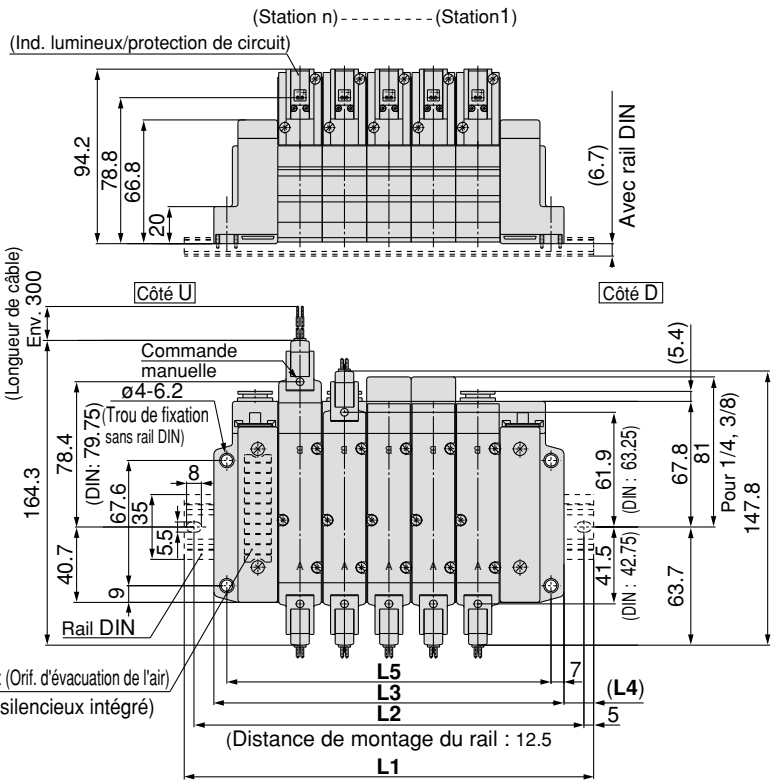 (Station n) (Station1)
(Ind. lumineux/protection de circuit)
94.2
78.8
66.8
20
(6.7)
Avec rail DIN
Côté U
Côté D
(Longueur de câble)
Env. 300
Commande
manuelle
ø4-6.2
(Trou de fixation
sans rail DIN)
164.3
78.4
(DIN: 79.75)
67.6
35
8
5.5
40.7
9
(5.4)
61.9
(DIN : 63.25)
67.8
81
Pour 1/4, 3/8)
147.8
41.5
(DIN : 42.75)
63.7
B
B
B
B
B
A
A
A
A
A
Rail DIN
: (Orif. d'évacuation de l'air)
silencieux intégré)
L5
7
L3
(L4)
L2
5
(Distance de montage du rail : 12.5
L1